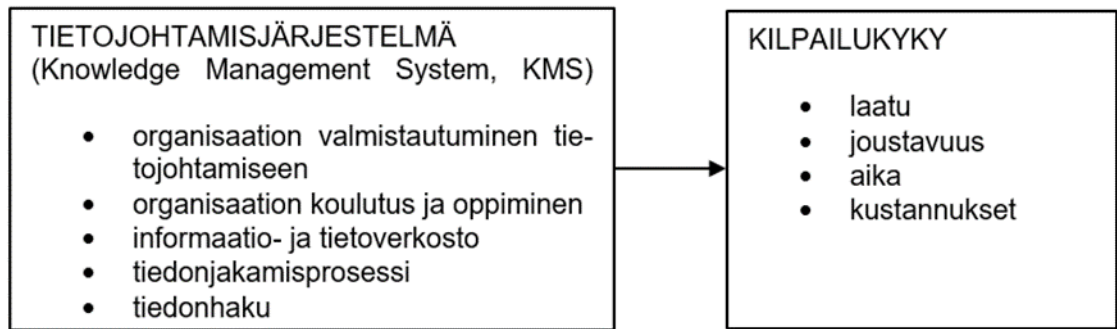 TIETOJOHTAMISJÄRJESTELMÄ
(Knowledge Management System, KMS)
• organisaation valmistautuminen tie-
tojohtamiseen
• organisaation koulutus ja oppiminen
• informaatio- ja tietoverkosto
• tiedonjakamisprosessi
• tiedonhaku
KILPAILUKYKY
• laatu
• joustavuus
• aika
• kustannukset